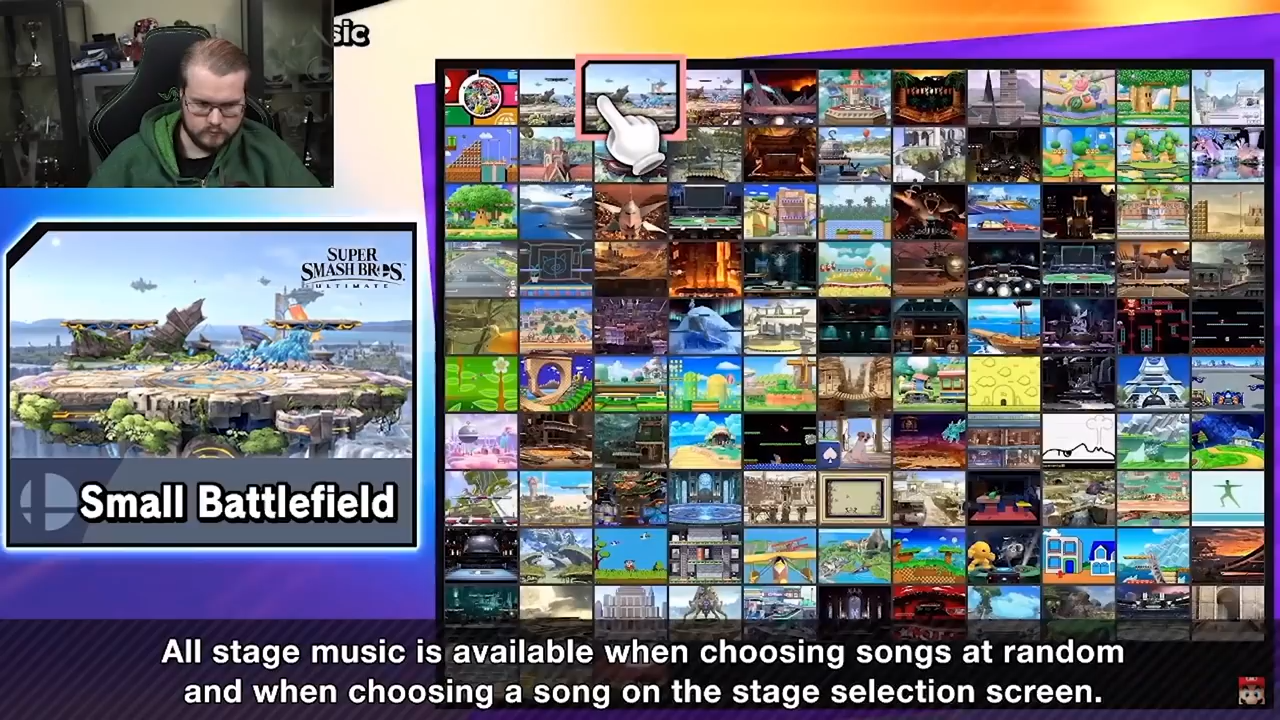 sic
SUPER
SMASH BROS.
ULTIMATE
Small Battlefield
All stage music is available when choosing songs at random
and when choosing a song on the stage selection screen.